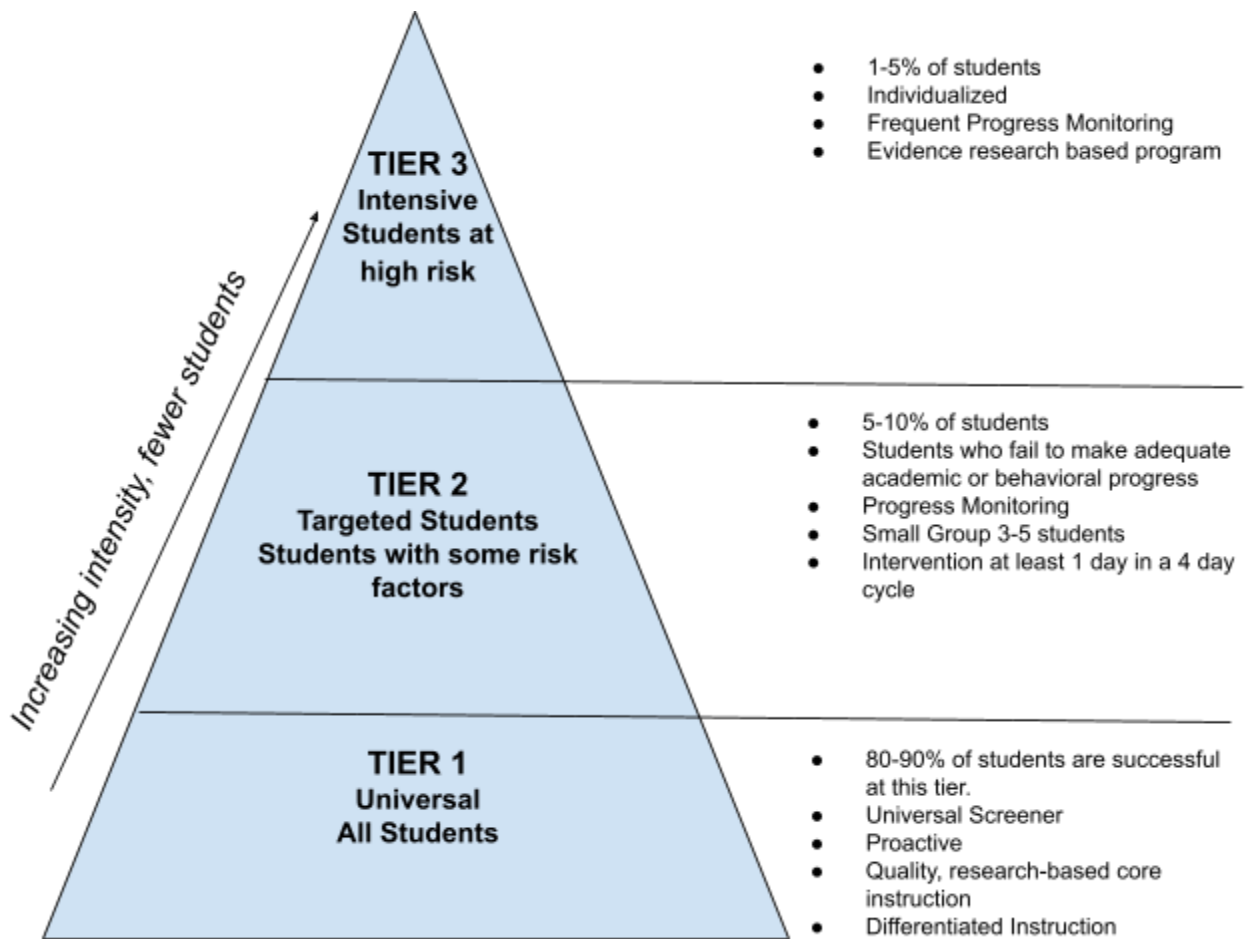 ● 1-5% of students
● Individualized
● Frequent Progress Monitoring
● Evidence research based program
TIER 3
Intensive
Students at
high risk
Increasing intensity, fewer students
● 5-10% of students
● Students who fail to make adequate
academic or behavioral progress
● Progress Monitoring
● Small Group 3-5 students
● Intervention at least 1 day in a 4 day
cycle
TIER 2
Targeted Students
Students with some risk
factors
TIER 1
Universal
All Students
● 80-90% of students are successful
at this tier.
● Universal Screener
● Proactive
● Quality, research-based core
instruction
● Differentiated Instruction